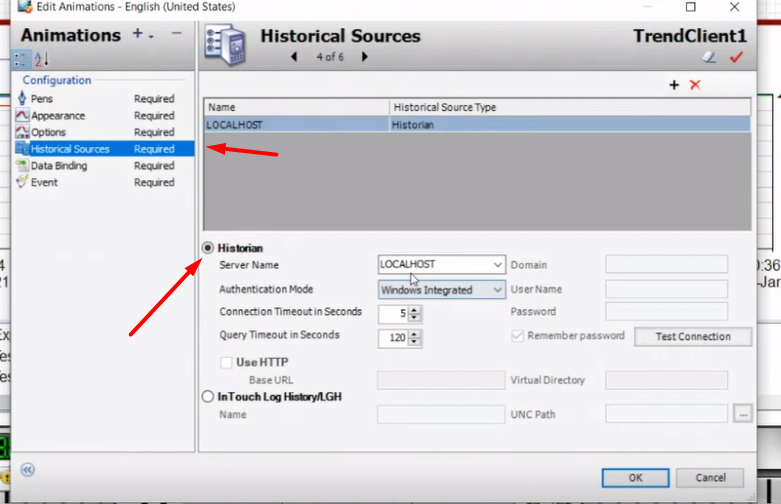 Edit Animations - English (United States)
Animations
Historical Sources
TrendClient1
4 of 6
Configuration
Pens Required
Appearance Required
Options Required
Historical Sources Required
Data Binding Required
Event Required
Name Historical Source Type
LOCALHOST Historian
Historian
Server Name LOCALHOST Domain
Authentication Mode Windows Integrated User Name
Connection Timeout in Seconds 5 Password
Query Timeout in Seconds 120 Remember password Test Connection
Use HTTP
Base URL Virtual Directory
InTouch Log History/LGH
Name UNC Path ...
OK Cancel